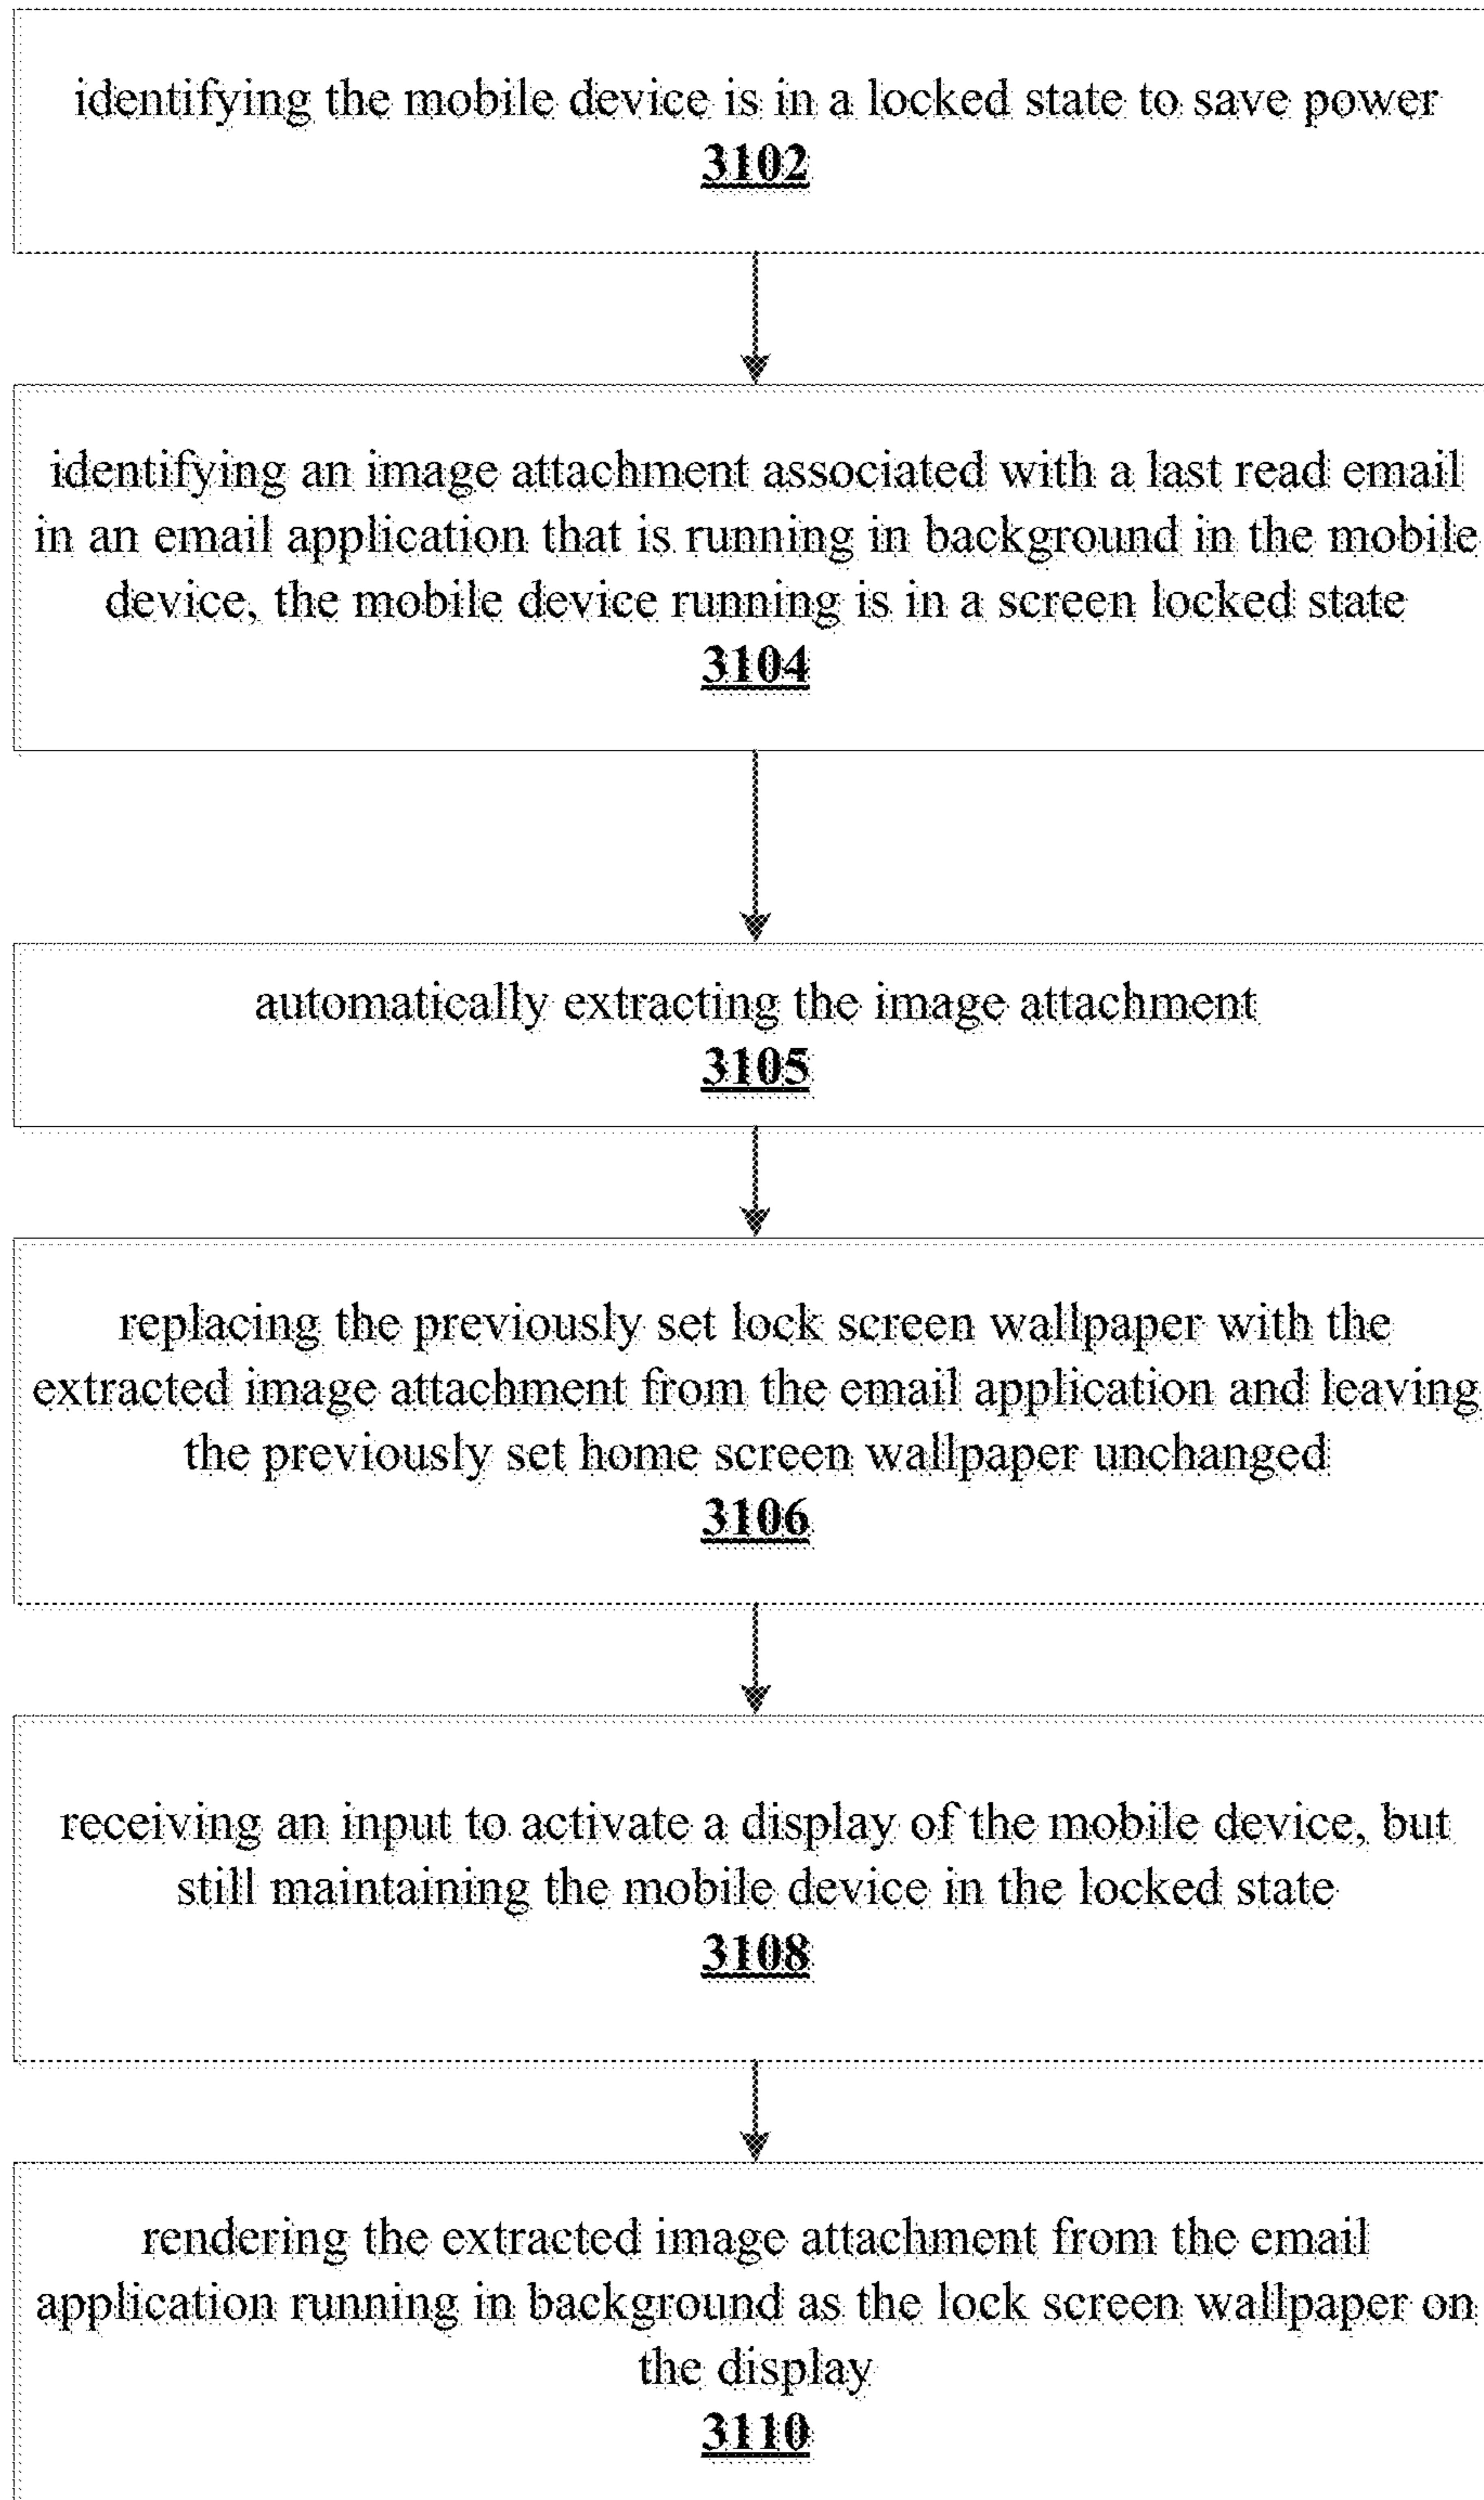 identifying the mobile device is in a locked state to save power
3102
identifying an image attachment associated with a last read email
in an email application that is running in background in the mobile
device, the mobile device running is in a screen locked state
3104
automatically extracting the image attachment
3105
replacing the previously set lock screen wallpaper with the
extracted image attachment from the email application and leaving
the previously set home screen wallpaper unchanged
3106
receiving an input to activate a display of the mobile device, but
still maintaining the mobile device in the locked state
3108
rendering the extracted image attachment from the email
application running in background as the lock screen wallpaper on
the display
3110